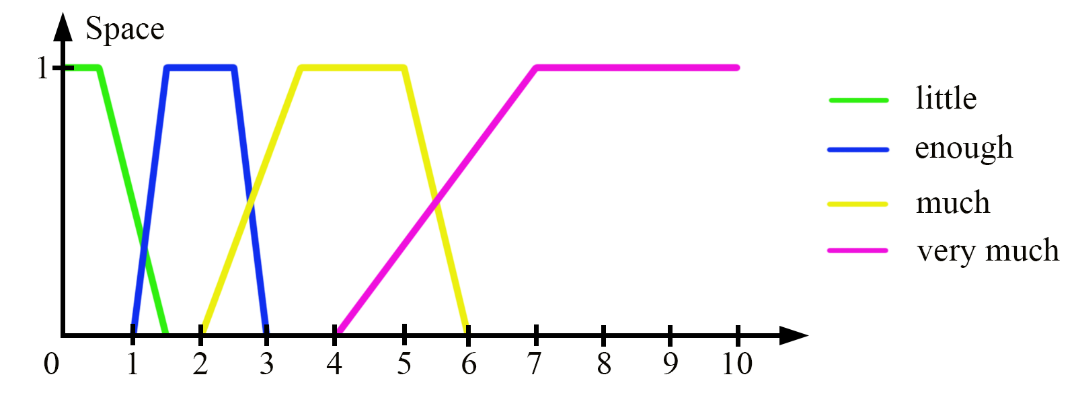 Space
1
0 1 2 3 4 5 6 7 8 9 10
little
enough
much
very much